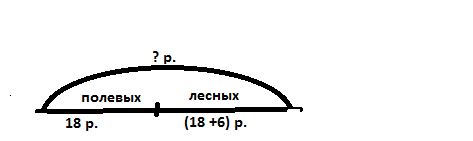 ? р.
полевых лесных
18 р. (18 +6) р.